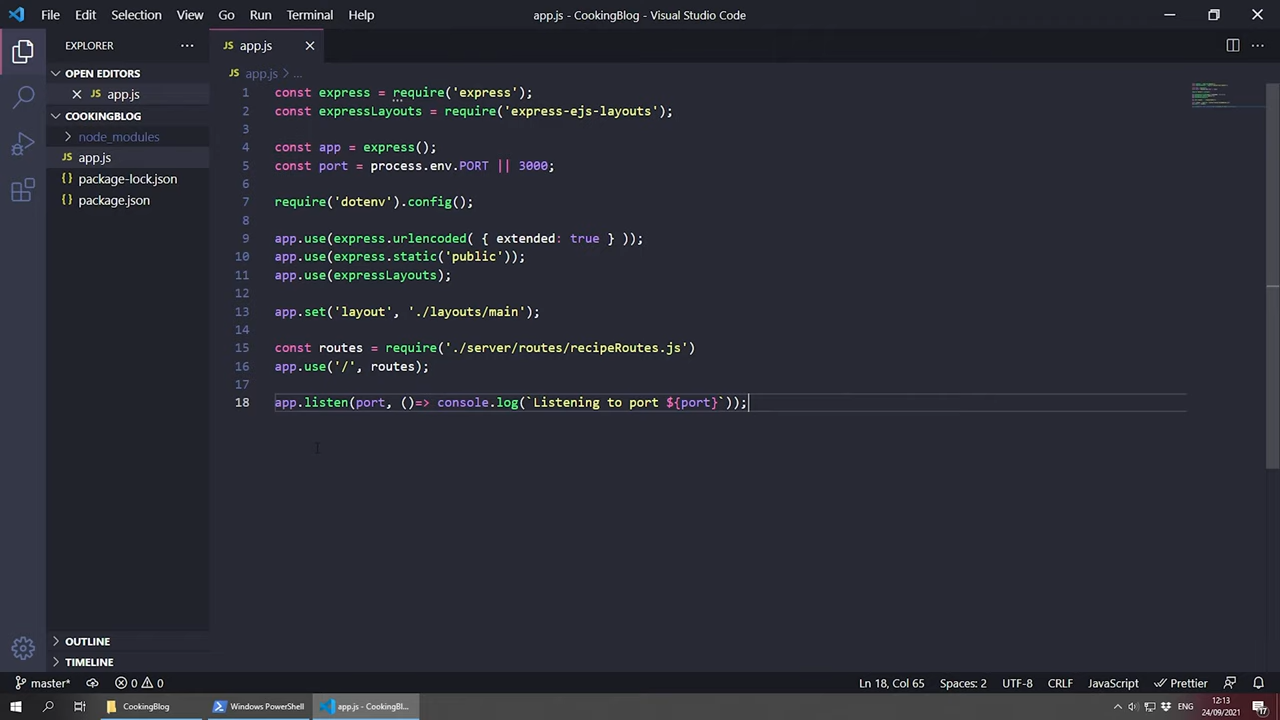 File Edit Selection View Go Run Terminal Help
app.js - CookingBlog - Visual Studio Code
EXPLORER
OPEN EDITORS
JS app.js
COOKINGBLOG
node_modules
app.js
{} package-lock.json
{} package.json
OUTLINE
TIMELINE
JS app.js
JS app.js > ...
1 const express = require('express');
2 const expressLayouts = require('express-ejs-layouts');
3
4 const app = express();
5 const port = process.env.PORT || 3000;
6
7 require('dotenv').config();
8
9 app.use(express.urlencoded( { extended: true } ));
10 app.use(express.static('public'));
11 app.use(expressLayouts);
12
13 app.set('layout', './layouts/main');
14
15 const routes = require('./server/routes/recipeRoutes.js')
16 app.use('/', routes);
17
18 app.listen(port, ()=> console.log(`Listening to port ${port}`));
master* 0 0
Ln 18, Col 65 Spaces: 2 UTF-8 CRLF JavaScript Prettier
CookingBlog Windows PowerShell app.js - CookingBl...
ENG 12:13
24/09/2021
17